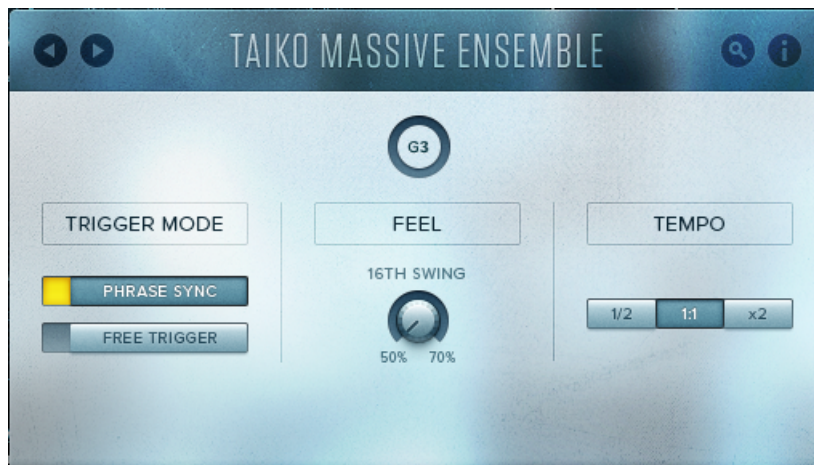 TAIKO MASSIVE ENSEMBLE
G3
TRIGGER MODE
PHRASE SYNC
FREE TRIGGER
FEEL
16TH SWING
50% 70%
TEMPO
1/2 1:1 x2